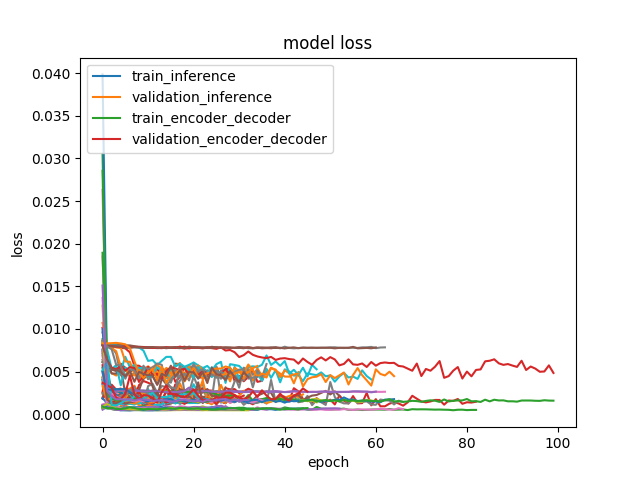 model loss
train_inference
validation_inference
train_encoder_decoder
validation_encoder_decoder
loss
0.040
0.035
0.030
0.025
0.020
0.015
0.010
0.005
0.000
0 20 40 60 80 100
epoch